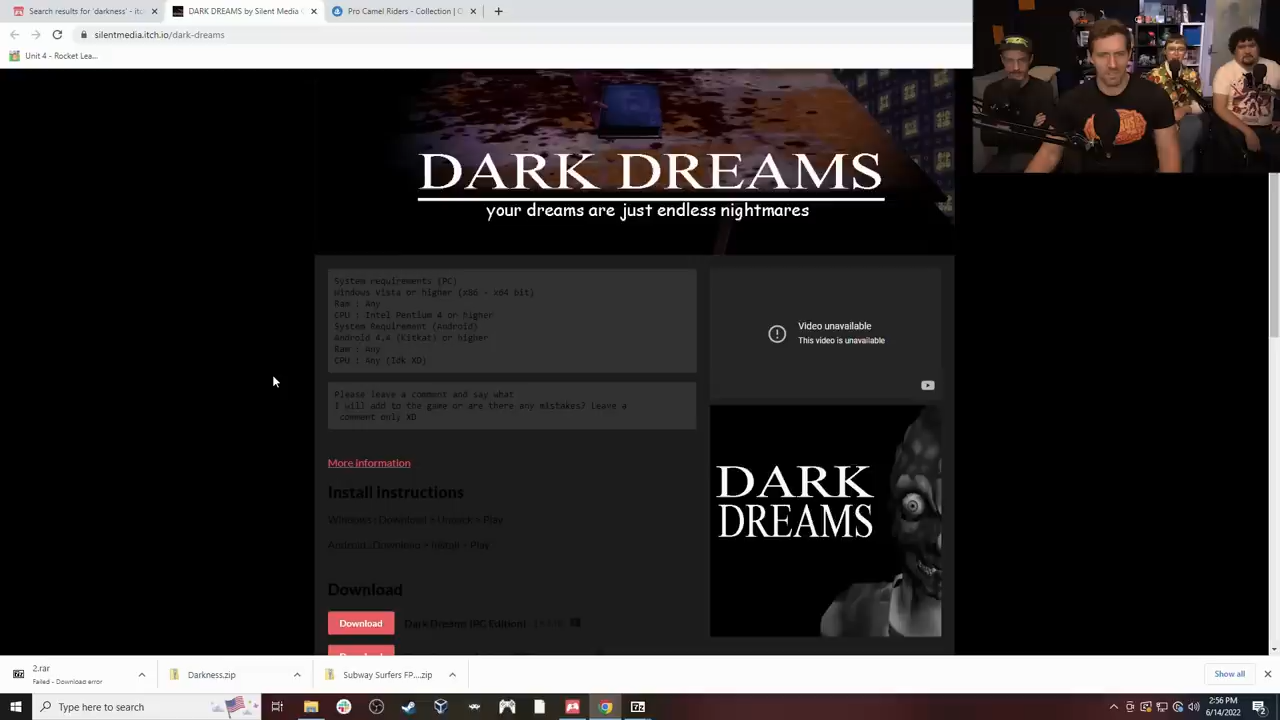 Search results for 'darkness' - itc
DARK DREAMS by Silent Media
Pro Camel Riders - Collection | O
silentmedia.itch.io/dark-dreams
Unit 4 - Rocket Lea...
DARK DREAMS
your dreams are just endless nightmares
System requirements (PC)
Windows Vista or higher (x86 - x64 bit)
Ram : Any
CPU : Intel Pentium 4 or higher
System Requirement (Android)
Android 4.4 (Kitkat) or higher
Ram : Any
CPU : Any (Idk XD)
Please leave a comment and say what
I will add to the game or are there any mistakes? Leave a
comment only XD
Video unavailable
This video is unavailable
More information
Install instructions
Windows : Download > Unpack > Play
Android : Download > Install > Play
DARK
DREAMS
Download
Download
Dark Dreams (PC Edition)
2.rar
Failed - Download error
Darkness.zip
Subway Surfers FP....zip
Show all
Type here to search
2:56 PM
6/14/2022
2